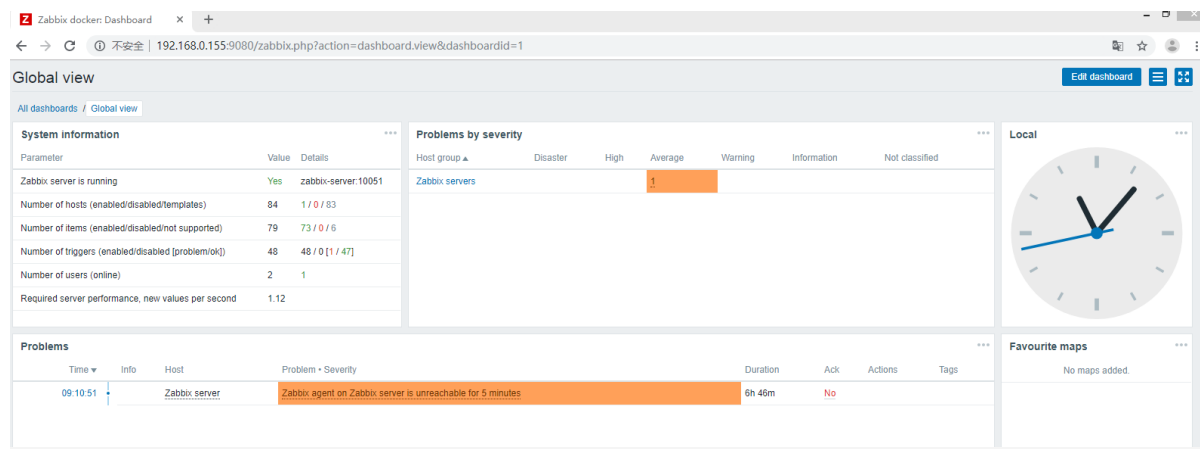 Z Zabbix docker: Dashboard
不安全 | 192.168.0.155:9080/zabbix.php?action=dashboard.view&dashboardid=1
Global view
Edit dashboard
All dashboards / Global view
System information
Parameter Value Details
Zabbix server is running Yes zabbix-server:10051
Number of hosts (enabled/disabled/templates) 84 1 / 0 / 83
Number of items (enabled/disabled/not supported) 79 73 / 0 / 6
Number of triggers (enabled/disabled [problem/ok]) 48 48 / 0 [1 / 47]
Number of users (online) 2 1
Required server performance, new values per second 1.12
Problems by severity
Host group Disaster High Average Warning Information Not classified
Zabbix servers 1
Local
Problems
Time Info Host Problem • Severity Duration Ack Actions Tags
09:10:51 Zabbix server Zabbix agent on Zabbix server is unreachable for 5 minutes 6h 46m No
Favourite maps
No maps added.